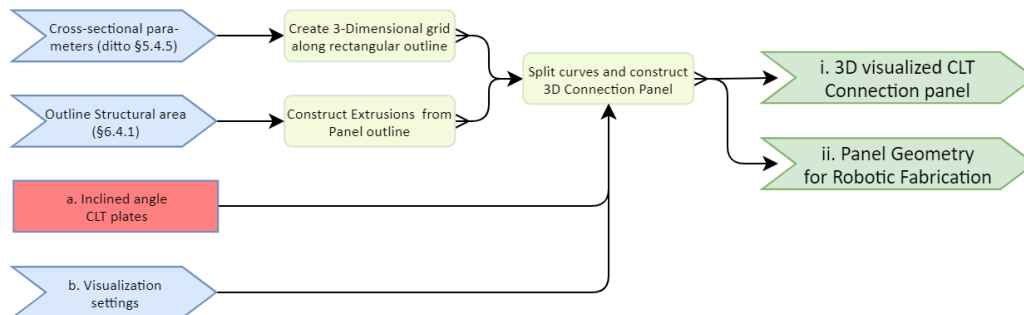 Cross-sectional para-
meters (ditto §5.4.5)
Create 3-Dimensional grid
along rectangular outline
Split curves and construct
3D Connection Panel
i. 3D visualized CLT
Connection panel
Outline Structural area
(§6.4.1)
Construct Extrusions from
Panel outline
ii. Panel Geometry
for Robotic Fabrication
a. Inclined angle
CLT plates
b. Visualization
settings